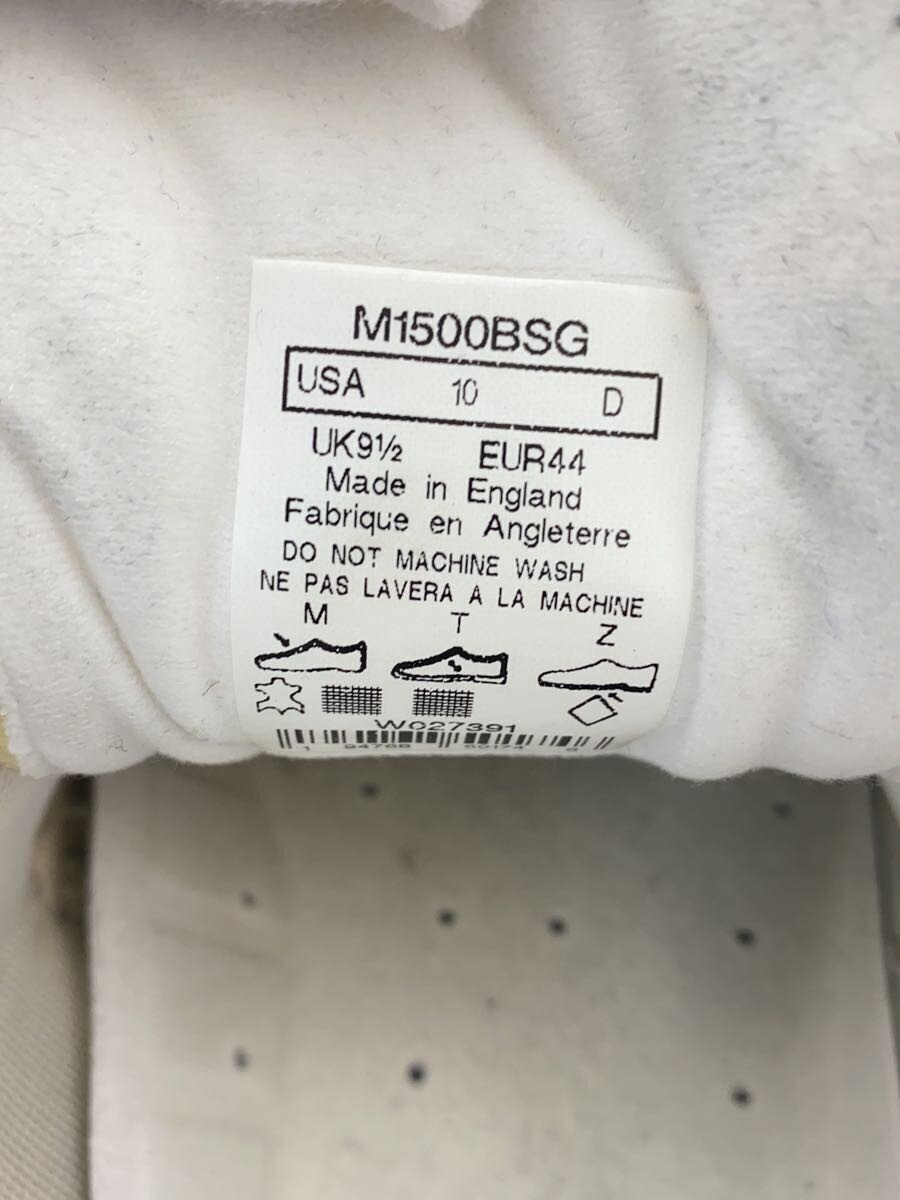 M1500BSG
USA 10 D
UK9½ EUR44
Made in England
Fabrique en Angleterre
DO NOT MACHINE WASH
NE PAS LAVERA A LA MACHINE
M T Z
W027391